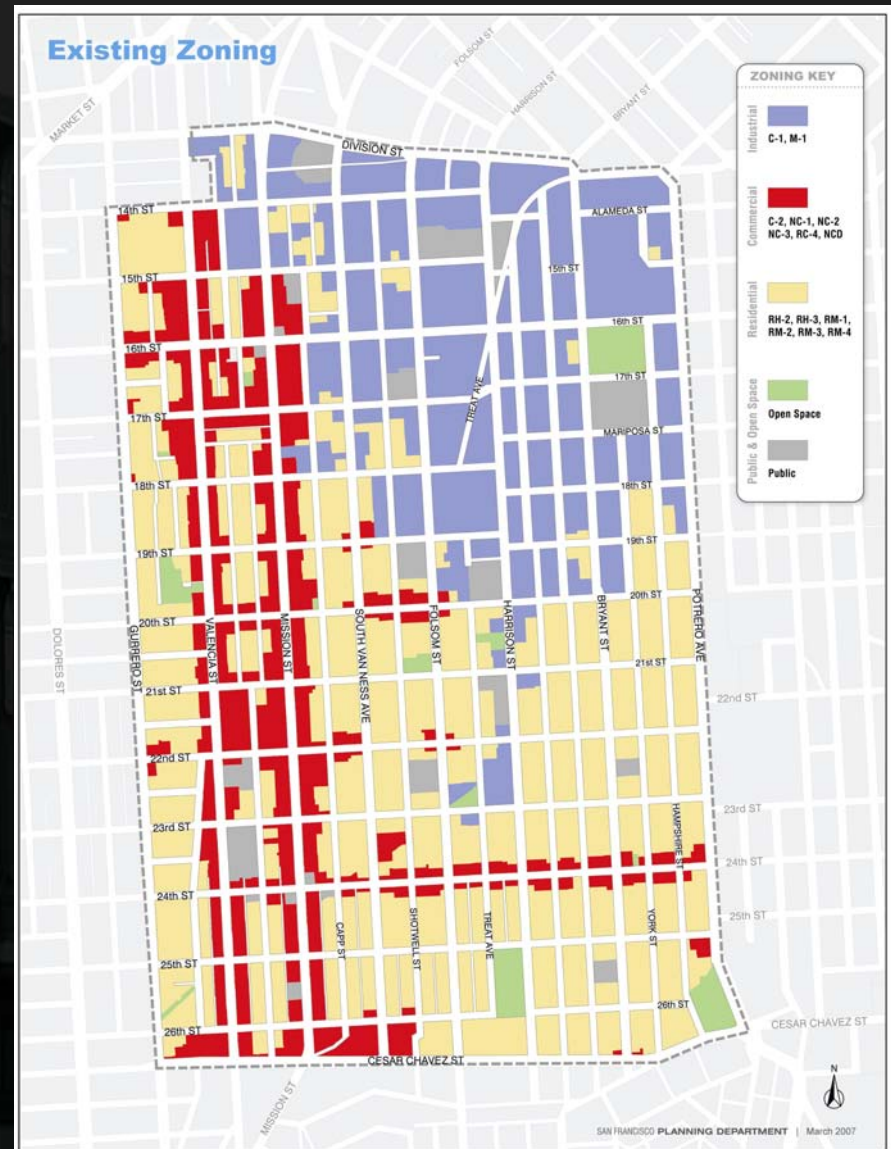 Existing Zoning
FOLSOM ST
HARRISON ST
BRYANT ST
MARKET ST
DIVISION ST
ZONING KEY
Industrial
C-1, M-1
Commercial
C-2, NC-1, NC-2
NC-3, RC-4, NCD
Residential
RH-2, RH-3, RM-1,
RM-2, RM-3, RM-4
Public & Open Space
Open Space
Public
14th ST
ALAMEDA ST
15th ST
15th ST
16th ST
16th ST
17th ST
17th ST
TREAT AVE
MARIPOSA ST
18th ST
18th ST
19th ST
19th ST
20th ST
20th ST
DOLORES ST
GURRERO ST
VALENCIA ST
MISSION ST
SOUTH VAN NESS AVE
FOLSOM ST
HARRISON ST
BRYANT ST
POTRERO AVE
21st ST
21st ST
22nd ST
22nd ST
23rd ST
23rd ST
HAMPSHIRE ST
24th ST
24th ST
CAPP ST
SHOTWELL ST
TREAT AVE
YORK ST
25th ST
25th ST
26th ST
26th ST
CESAR CHAVEZ ST
CESAR CHAVEZ ST
MISSION ST
N
SAN FRANCISCO PLANNING DEPARTMENT | March 2007